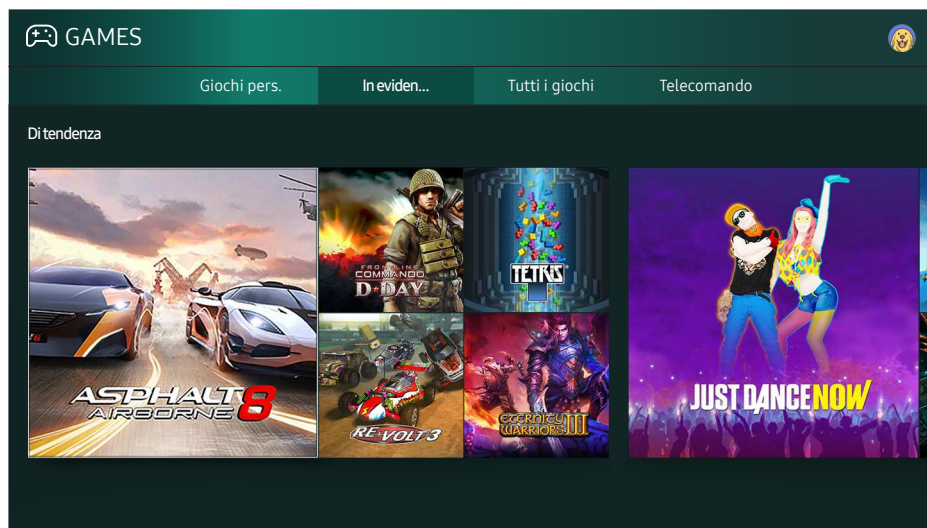 GAMES
Giochi pers.
In eviden...
Tutti i giochi
Telecomando
Di tendenza
ASPHALT 8
AIRBORNE
FRONTLINE
COMMANDO
D-DAY
TETRIS
RE-VOLT 3
ETERNITY
WARRIORS III
JUST DANCE NOW